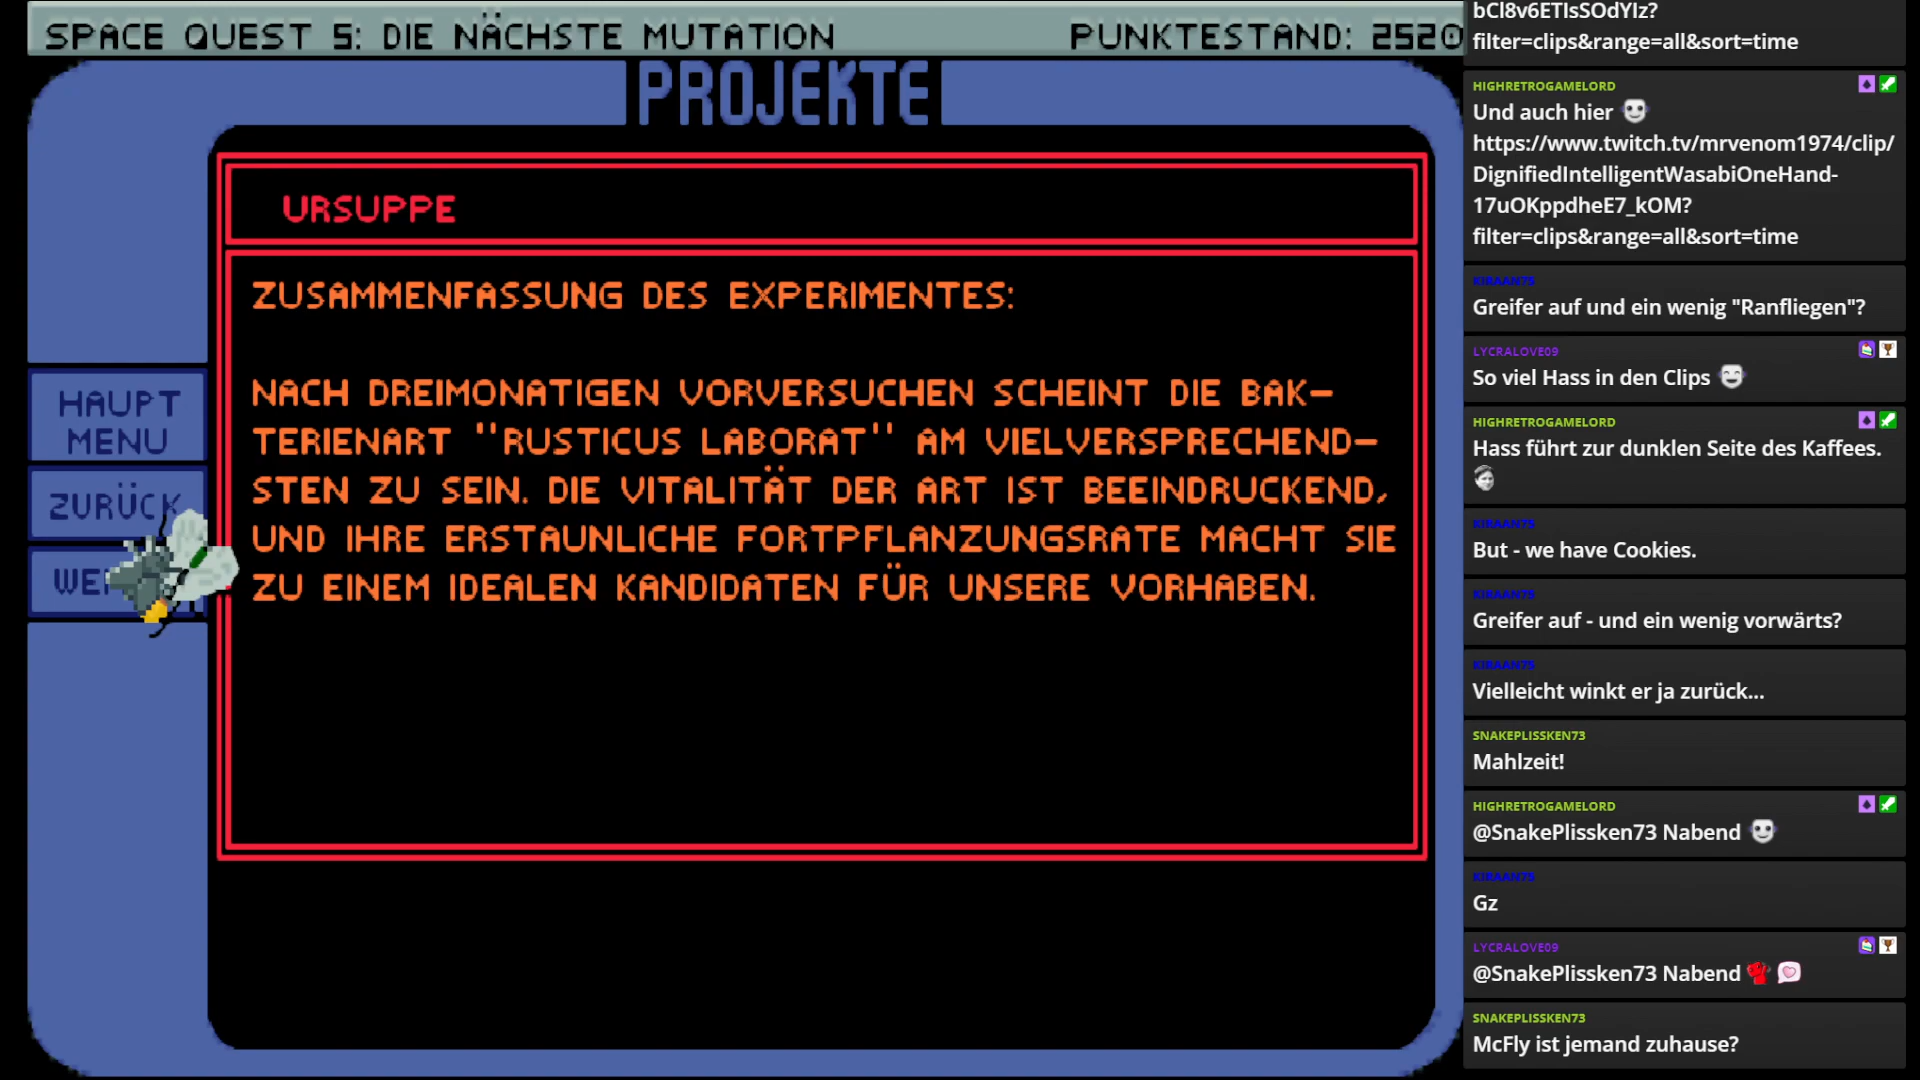 SPACE QUEST 5: DIE NÄCHSTE MUTATION
PUNKTESTAND: 2520
PROJEKTE
URSUPPE
ZUSAMMENFASSUNG DES EXPERIMENTES:
NACH DREIMONATIGEN VORVERSUCHEN SCHEINT DIE BAK-
TERIENART "RUSTICUS LABORAT" AM VIELVERSPRECHEND-
STEN ZU SEIN. DIE VITALITÄT DER ART IST BEEINDRUCKEND,
UND IHRE ERSTAUNLICHE FORTPFLANZUNGSRATE MACHT SIE
ZU EINEM IDEALEN KANDIDATEN FÜR UNSERE VORHABEN.
HAUPT
MENU
ZURÜCK
filter=clips&range=all&sort=time
HIGHRETROGAMELORD
Und auch hier
https://www.twitch.tv/mrvenom1974/clip/
DignifiedIntelligentWasabiOneHand-
17uOKppdheE7_kOM?
filter=clips&range=all&sort=time
KIRAAN75
Greifer auf und ein wenig "Ranfliegen"?
LYCRALOVE09
So viel Hass in den Clips
HIGHRETROGAMELORD
Hass führt zur dunklen Seite des Kaffees.
KIRAAN75
But - we have Cookies.
KIRAAN75
Greifer auf - und ein wenig vorwärts?
KIRAAN75
Vielleicht winkt er ja zurück...
SNAKEPLISSKEN73
Mahlzeit!
HIGHRETROGAMELORD
@SnakePlissken73 Nabend
KIRAAN75
Gz
LYCRALOVE09
@SnakePlissken73 Nabend
SNAKEPLISSKEN73
McFly ist jemand zuhause?